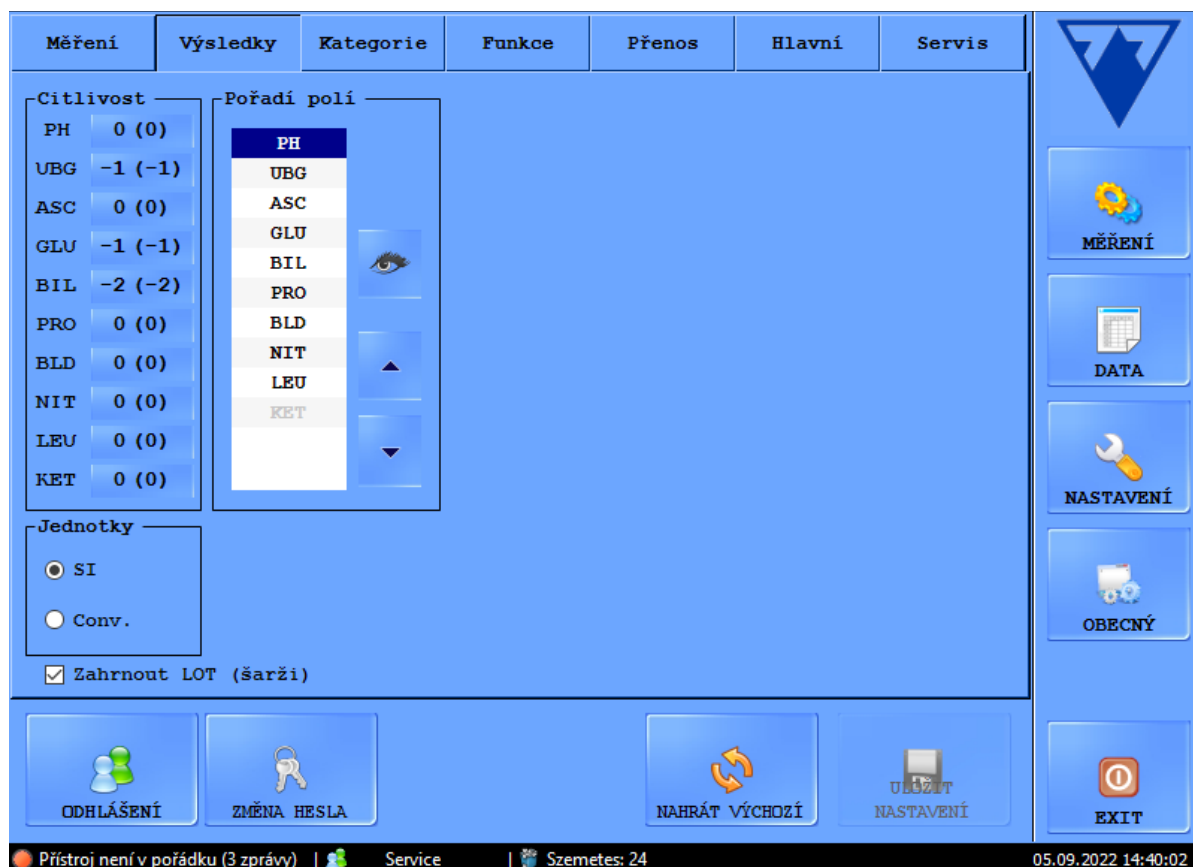 Měření Výsledky Kategorie Funkce Přenos Hlavní Servis
Citlivost
PH 0 (0)
UBG -1 (-1)
ASC 0 (0)
GLU -1 (-1)
BIL -2 (-2)
PRO 0 (0)
BLD 0 (0)
NIT 0 (0)
LEU 0 (0)
KET 0 (0)
Pořadí polí
PH
UBG
ASC
GLU
BIL
PRO
BLD
NIT
LEU
KET
Jednotky
SI
Conv.
Zahrnout LOT (šarži)
MĚŘENÍ
DATA
NASTAVENÍ
OBECNÝ
EXIT
ODHLÁŠENÍ
ZMĚNA HESLA
NAHRÁT VÝCHOZÍ
ULOŽIT
NASTAVENÍ
Přístroj není v pořádku (3 zprávy) | Service | Szemetes: 24 05.09.2022 14:40:02